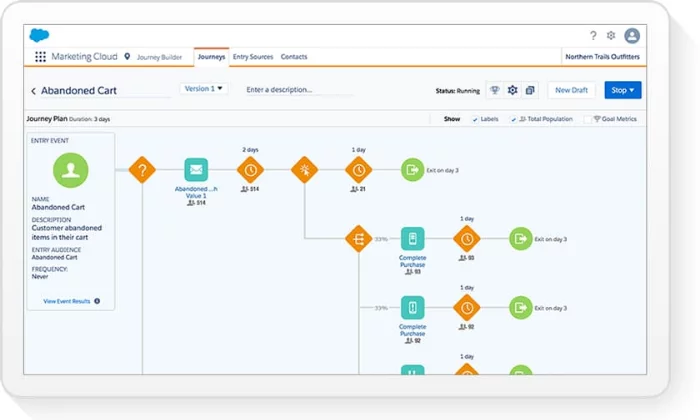 Marketing Cloud
Journey Builder
Journeys
Entry Sources
Contacts
Northern Trails Outfitters
Abandoned Cart
Version 1
Enter a description...
Status: Running
New Draft
Stop
Journey Plan Duration: 3 days
Show
Labels
Total Population
Goal Metrics
ENTRY EVENT
NAME
Abandoned Cart
DESCRIPTION
Customer abandoned
items in their cart
ENTRY AUDIENCE
Abandoned Cart
FREQUENCY:
Never
View Event Results
Abandoned ...h
Value 1
514
2 days
514
1 day
21
Exit on day 3
33%
Complete
Purchase
93
1 day
93
Exit on day 3
33%
Complete
Purchase
92
1 day
92
Exit on day 3
1 day